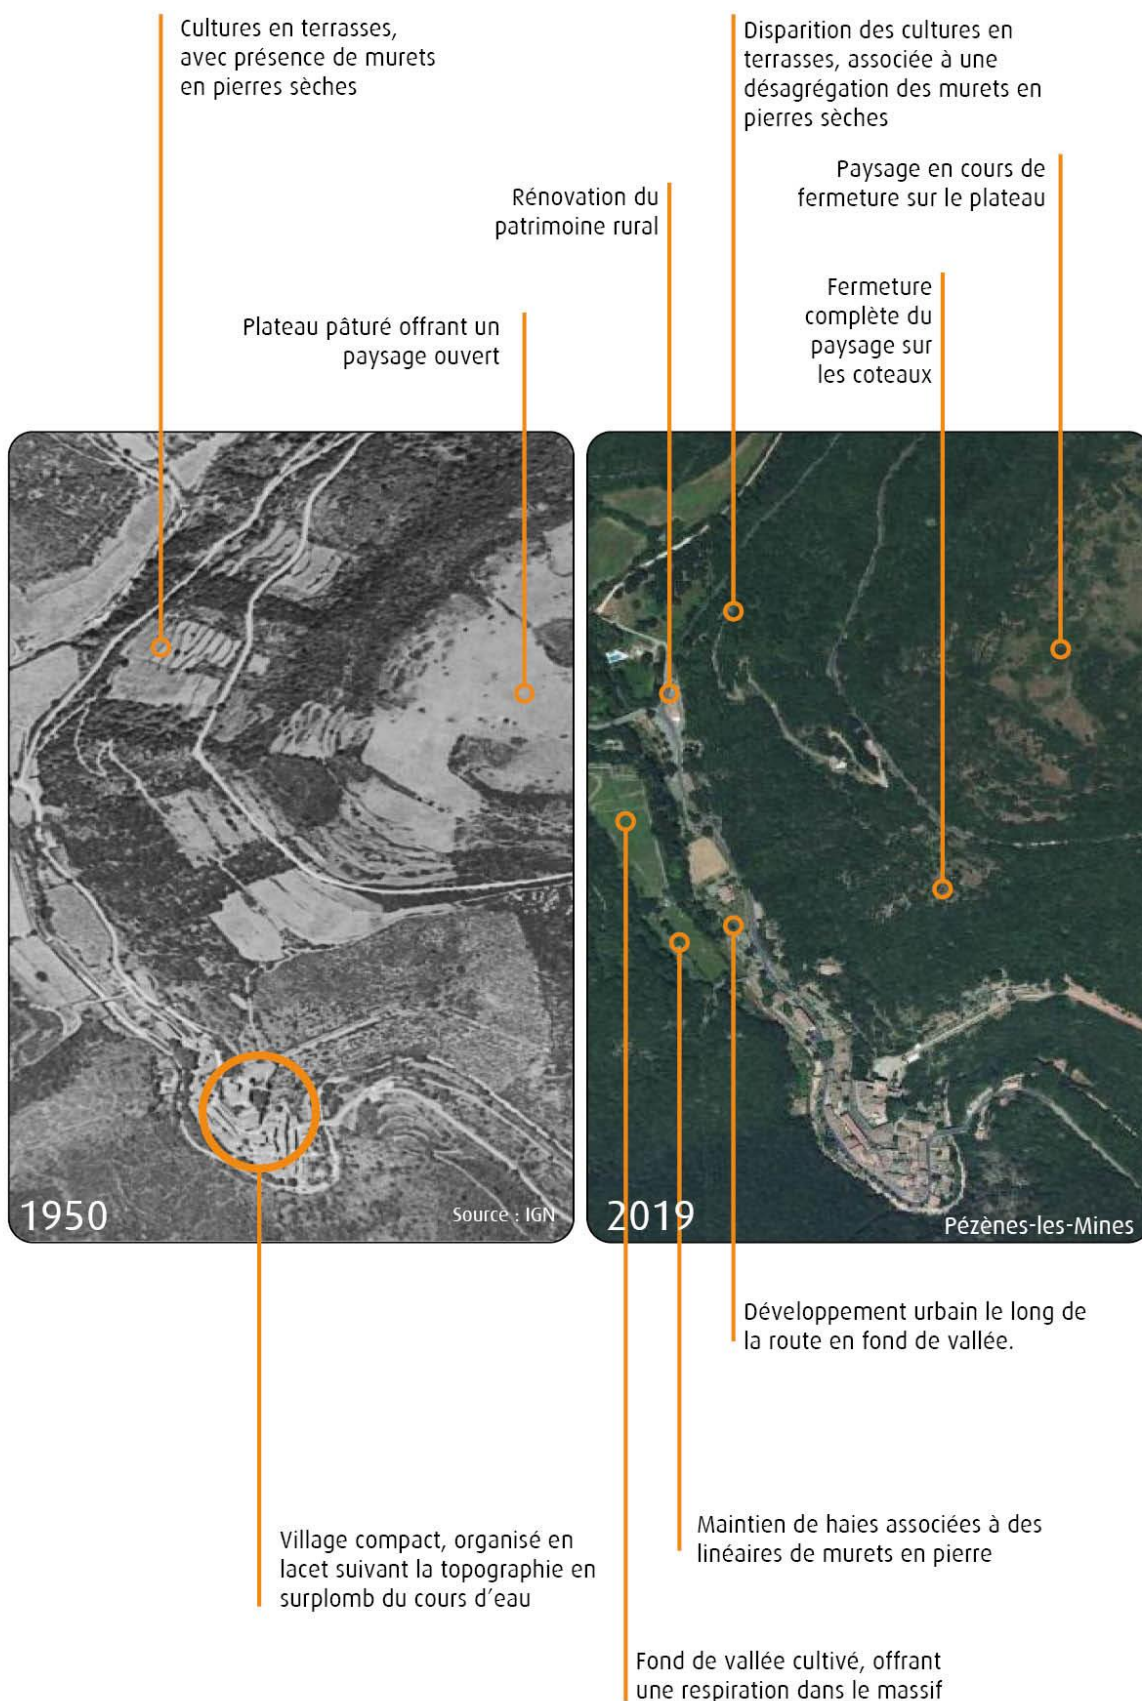 Cultures en terrasses,
avec présence de murets
en pierres sèches
Disparition des cultures en
terrasses, associée à une
désagrégation des murets en
pierres sèches
Paysage en cours de
fermeture sur le plateau
Rénovation du
patrimoine rural
Fermeture
complète du
paysage sur
les coteaux
Plateau pâturé offrant un
paysage ouvert
1950
Source : IGN
2019
Pézènes-les-Mines
Développement urbain le long de
la route en fond de vallée.
Village compact, organisé en
lacet suivant la topographie en
surplomb du cours d'eau
Maintien de haies associées à des
linéaires de murets en pierre
Fond de vallée cultivé, offrant
une respiration dans le massif